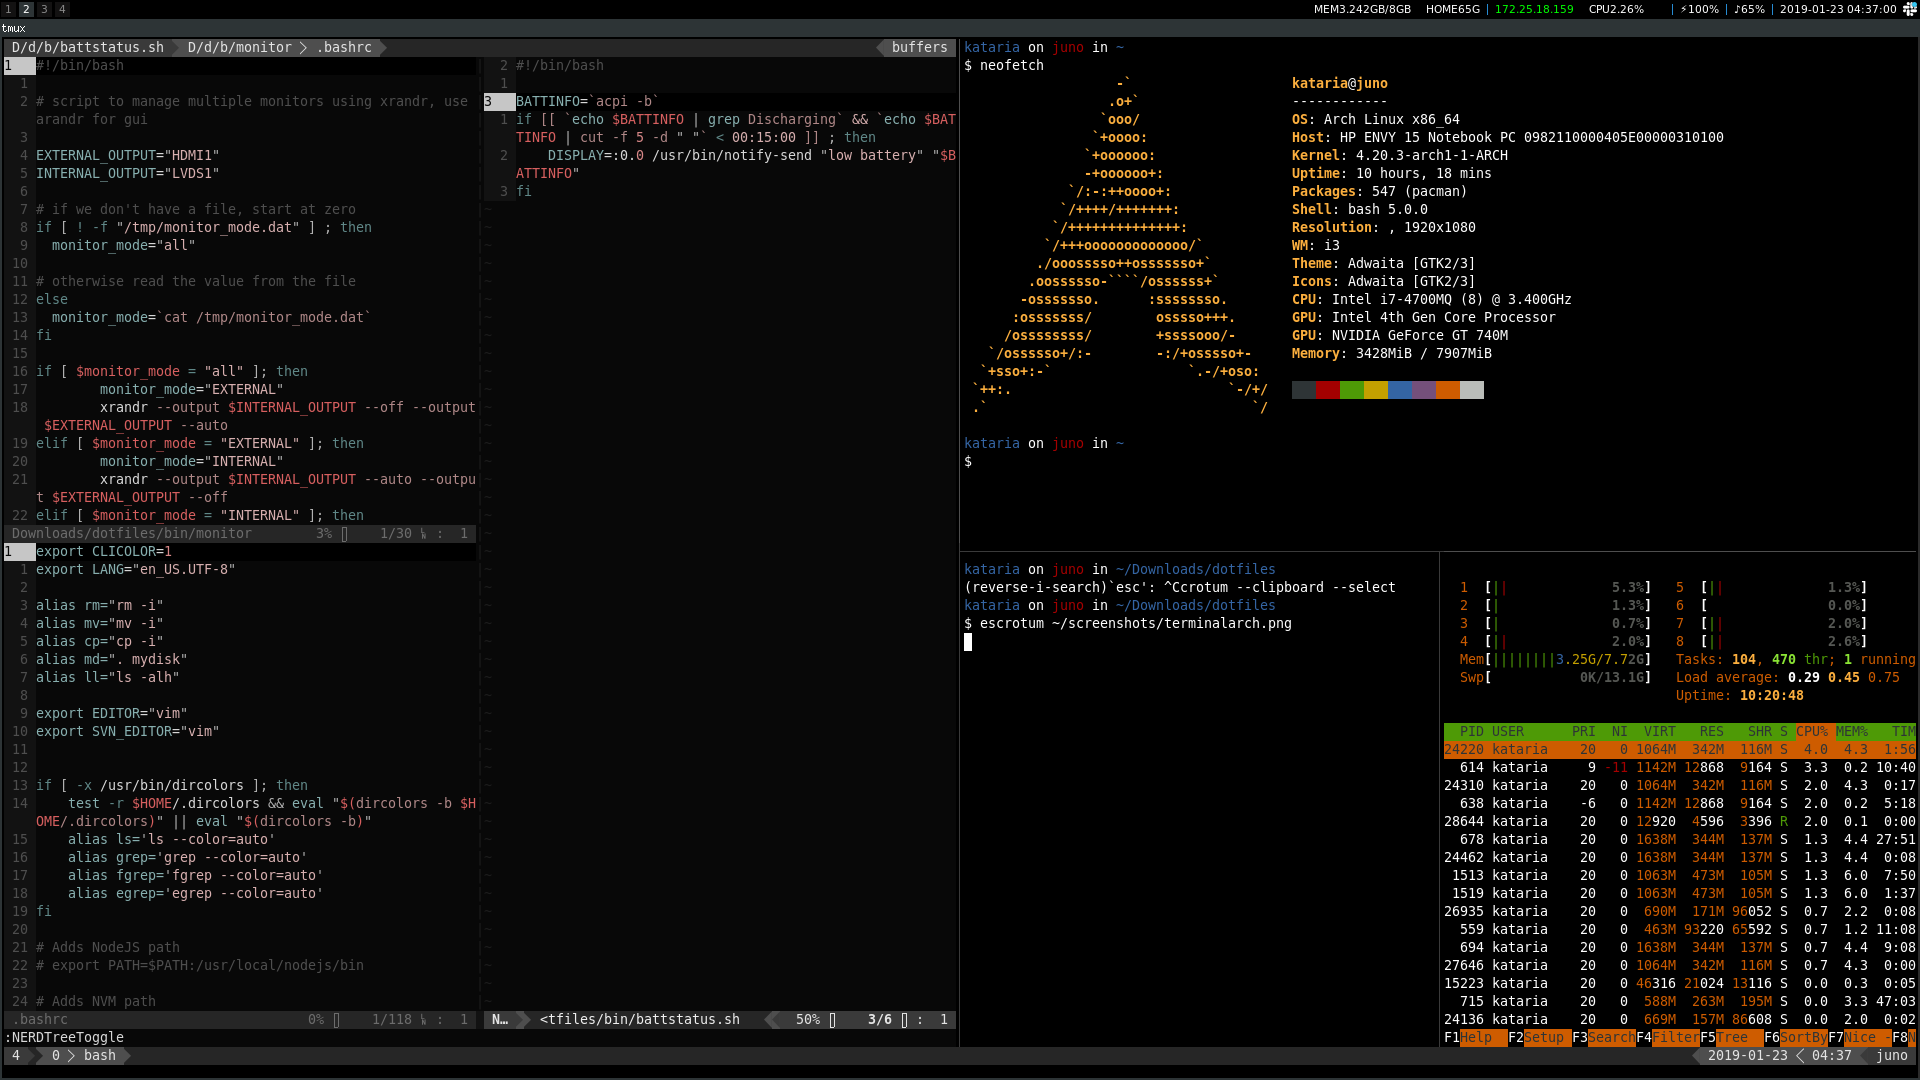 1 2 3 4
MEM3.242GB/8GB HOME65G | 172.25.18.159 CPU2.26% | ⚡100% | ♪65% | 2019-01-23 04:37:00
tmux
D/d/b/battstatus.sh D/d/b/monitor > .bashrc
buffers
1 #!/bin/bash
1
2 # script to manage multiple monitors using xrandr, use
arandr for gui
3
4 EXTERNAL_OUTPUT="HDMI1"
5 INTERNAL_OUTPUT="LVDS1"
6
7 # if we don't have a file, start at zero
8 if [ ! -f "/tmp/monitor_mode.dat" ] ; then
9   monitor_mode="all"
10
11 # otherwise read the value from the file
12 else
13   monitor_mode=`cat /tmp/monitor_mode.dat`
14 fi
15
16 if [ $monitor_mode = "all" ]; then
17         monitor_mode="EXTERNAL"
18         xrandr --output $INTERNAL_OUTPUT --off --output
 $EXTERNAL_OUTPUT --auto
19 elif [ $monitor_mode = "EXTERNAL" ]; then
20         monitor_mode="INTERNAL"
21         xrandr --output $INTERNAL_OUTPUT --auto --outpu
t $EXTERNAL_OUTPUT --off
22 elif [ $monitor_mode = "INTERNAL" ]; then
Downloads/dotfiles/bin/monitor 3% 1/30 : 1
1 export CLICOLOR=1
1 export LANG="en_US.UTF-8"
2
3 alias rm="rm -i"
4 alias mv="mv -i"
5 alias cp="cp -i"
6 alias md=". mydisk"
7 alias ll="ls -alh"
8
9 export EDITOR="vim"
10 export SVN_EDITOR="vim"
11
12
13 if [ -x /usr/bin/dircolors ]; then
14     test -r $HOME/.dircolors && eval "$(dircolors -b $H
OME/.dircolors)" || eval "$(dircolors -b)"
15     alias ls='ls --color=auto'
16     alias grep='grep --color=auto'
17     alias fgrep='fgrep --color=auto'
18     alias egrep='egrep --color=auto'
19 fi
20
21 # Adds NodeJS path
22 # export PATH=$PATH:/usr/local/nodejs/bin
23
24 # Adds NVM path
.bashrc 0% 1/118 : 1
2 #!/bin/bash
1
3 BATTINFO=`acpi -b`
1 if [[ `echo $BATTINFO | grep Discharging` && `echo $BAT
TINFO | cut -f 5 -d " "` < 00:15:00 ]] ; then
2     DISPLAY=:0.0 /usr/bin/notify-send "low battery" "$B
ATTINFO"
3 fi
N… <tfiles/bin/battstatus.sh 50% 3/6 : 1
:NERDTreeToggle
4 0 > bash
kataria on juno in ~
$ neofetch
                   -`
                  .o+`
                 `ooo/
                `+oooo:
               `+oooooo:
               -+oooooo+:
             `/:-:++oooo+:
            `/++++/+++++++:
           `/++++++++++++++:
          `/+++ooooooooooooo/`
         ./ooosssso++osssssso+`
        .oossssso-````/ossssss+`
       -osssssso.      :ssssssso.
      :osssssss/        osssso+++.
     /ossssssss/        +ssssooo/-
   `/ossssso+/:-        -:/+osssso+-
  `+sso+:-`                 `.-/+oso:
 `++:.                           `-/+/
 .`                                 `/
kataria@juno
------------
OS: Arch Linux x86_64
Host: HP ENVY 15 Notebook PC 0982110000405E00000310100
Kernel: 4.20.3-arch1-1-ARCH
Uptime: 10 hours, 18 mins
Packages: 547 (pacman)
Shell: bash 5.0.0
Resolution: , 1920x1080
WM: i3
Theme: Adwaita [GTK2/3]
Icons: Adwaita [GTK2/3]
CPU: Intel i7-4700MQ (8) @ 3.400GHz
GPU: Intel 4th Gen Core Processor
GPU: NVIDIA GeForce GT 740M
Memory: 3428MiB / 7907MiB
kataria on juno in ~
$
kataria on juno in ~/Downloads/dotfiles
(reverse-i-search)`esc': ^Ccrotum --clipboard --select
kataria on juno in ~/Downloads/dotfiles
$ escrotum ~/screenshots/terminalarch.png
1 [|| 5.3%] 5 [|| 1.3%]
2 [| 1.3%] 6 [ 0.0%]
3 [| 0.7%] 7 [|| 2.0%]
4 [|| 2.0%] 8 [|| 2.6%]
Mem[||||||||3.25G/7.72G] Tasks: 104, 470 thr; 1 running
Swp[ 0K/13.1G] Load average: 0.29 0.45 0.75
Uptime: 10:20:48
PID USER PRI NI VIRT RES SHR S CPU% MEM% TIM
24220 kataria 20 0 1064M 342M 116M S 4.0 4.3 1:56
614 kataria 9 -11 1142M 12868 9164 S 3.3 0.2 10:40
24310 kataria 20 0 1064M 342M 116M S 2.0 4.3 0:17
638 kataria -6 0 1142M 12868 9164 S 2.0 0.2 5:18
28644 kataria 20 0 12920 4596 3396 R 2.0 0.1 0:00
678 kataria 20 0 1638M 344M 137M S 1.3 4.4 27:51
24462 kataria 20 0 1638M 344M 137M S 1.3 4.4 0:08
1513 kataria 20 0 1063M 473M 105M S 1.3 6.0 7:50
1519 kataria 20 0 1063M 473M 105M S 1.3 6.0 1:37
26935 kataria 20 0 690M 171M 96052 S 0.7 2.2 0:08
559 kataria 20 0 463M 93220 65592 S 0.7 1.2 11:08
694 kataria 20 0 1638M 344M 137M S 0.7 4.4 9:08
27646 kataria 20 0 1064M 342M 116M S 0.7 4.3 0:00
15223 kataria 20 0 46316 21024 13116 S 0.0 0.3 0:05
715 kataria 20 0 588M 263M 195M S 0.0 3.3 47:03
24136 kataria 20 0 669M 157M 86608 S 0.0 2.0 0:02
F1Help F2Setup F3SearchF4FilterF5Tree F6SortByF7Nice -F8N
2019-01-23 < 04:37 juno